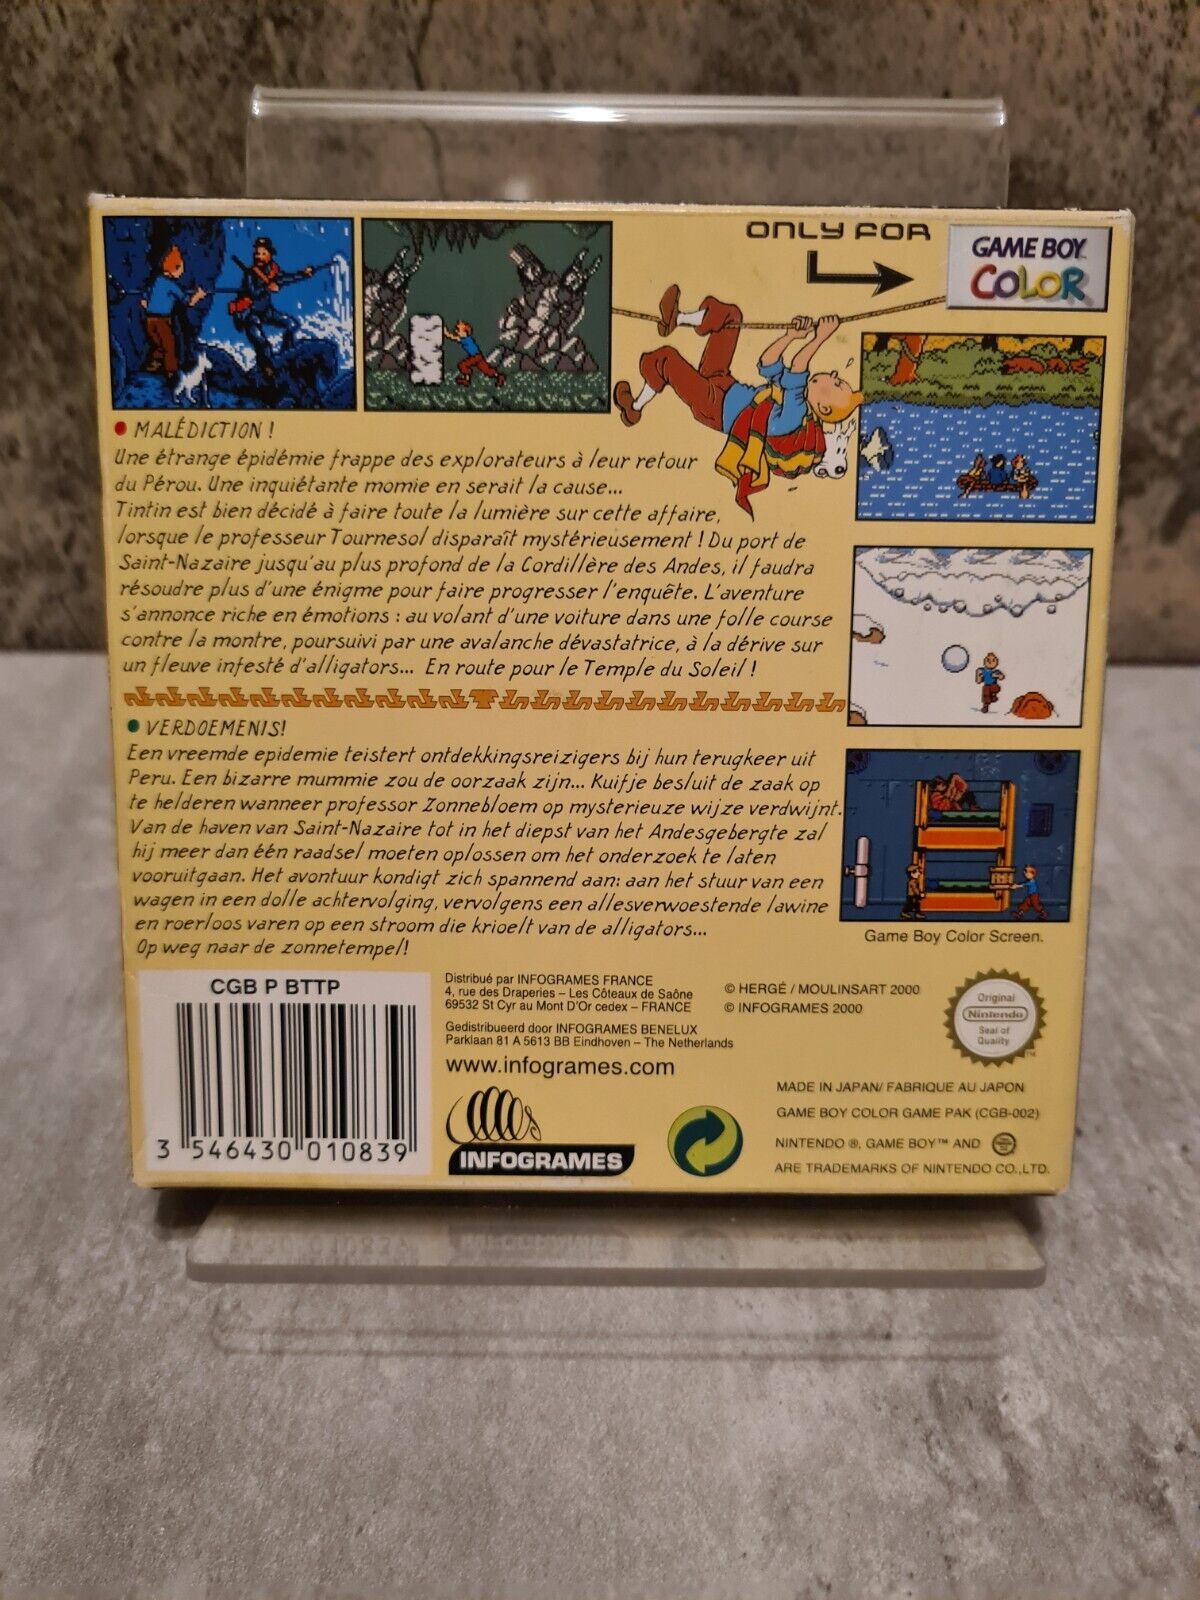 ONLY FOR
GAME BOY
COLOR
• MALÉDICTION !
Une étrange épidémie frappe des explorateurs à leur retour
du Pérou. Une inquiétante momie en serait la cause...
Tintin est bien décidé à faire toute la lumière sur cette affaire,
lorsque le professeur Tournesol disparaît mystérieusement ! Du port de
Saint-Nazaire jusqu'au plus profond de la Cordillère des Andes, il faudra
résoudre plus d'une énigme pour faire progresser l'enquête. L'aventure
s'annonce riche en émotions : au volant d'une voiture dans une folle course
contre la montre, poursuivi par une avalanche dévastatrice, à la dérive sur
un fleuve infesté d'alligators... En route pour le Temple du Soleil !
• VERDOEMENIS!
Een vreemde epidemie teistert ontdekkingsreizigers bij hun terugkeer uit
Peru. Een bizarre mummie zou de oorzaak zijn... Kuifje besluit de zaak op
te helderen wanneer professor Zonnebloem op mysterieuze wijze verdwijnt.
Van de haven van Saint-Nazaire tot in het diepst van het Andesgebergte zal
hij meer dan één raadsel moeten oplossen om het onderzoek te laten
vooruitgaan. Het avontuur kondigt zich spannend aan: aan het stuur van een
wagen in een dolle achtervolging, vervolgens een allesverwoestende lawine
en roerloos varen op een stroom die krioelt van de alligators...
Op weg naar de zonnetempel!
Game Boy Color Screen.
CGB P BTTP
3 546430 010839
Distribué par INFOGRAMES FRANCE
4, rue des Draperies – Les Côteaux de Saône
69532 St Cyr au Mont D'Or cedex – FRANCE
Gedistribueerd door INFOGRAMES BENELUX
Parklaan 81 A 5613 BB Eindhoven – The Netherlands
www.infogrames.com
INFOGRAMES
© HERGÉ / MOULINSART 2000
© INFOGRAMES 2000
Original
Nintendo
Seal of
Quality
TM
MADE IN JAPAN/ FABRIQUE AU JAPON
GAME BOY COLOR GAME PAK (CGB-002)
NINTENDO ®, GAME BOY™ AND
ARE TRADEMARKS OF NINTENDO CO.,LTD.